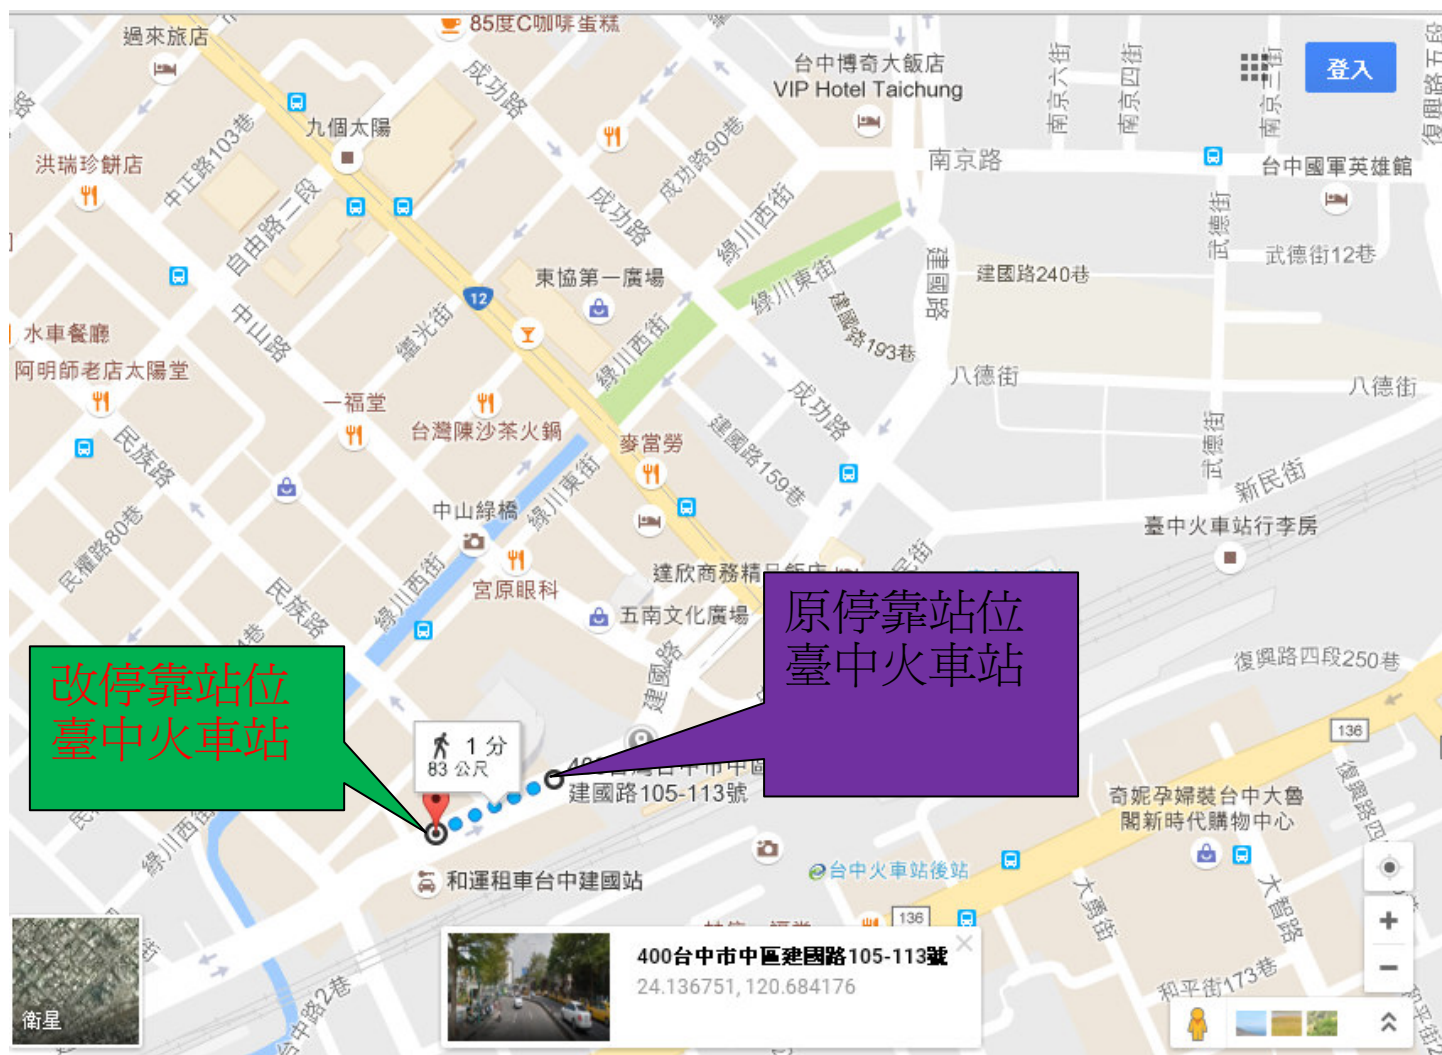 過來旅店
85度C咖啡蛋糕
成功路
台中博奇大飯店
VIP Hotel Taichung
南京六街
南京四街
南京三街
登入
復興路五段
九個太陽
洪瑞珍餅店
中正路103巷
自由路二段
成功路90巷
成功路
綠川西街
南京路
台中國軍英雄館
武德街
武德街12巷
東協第一廣場
綠川東街
建國路
建國路240巷
12
水車餐廳
中山路
繼光街
綠川西街
建國路193巷
阿明師老店太陽堂
一福堂
台灣陳沙茶火鍋
八德街
八德街
成功路
麥當勞
民族路
建國路159巷
武德街
新民街
中山綠橋
綠川東街
臺中火車站行李房
民權路80巷
宮原眼科
達欣商務精品飯店
民街
綠川西街
民族路
五南文化廣場
原停靠站位
臺中火車站
建國路
復興路四段250巷
改停靠站位
臺中火車站
1 分
83 公尺
136
400台灣台中市中區
建國路105-113號
奇妮孕婦裝台中大魯
閣新時代購物中心
復興路四
綠川西街
和運租車台中建國站
台中火車站後站
136
大勇街
大智路
400台中市中區建國路105-113號
24.136751, 120.684176
和平街173巷
和平街
衛星
台中路2巷